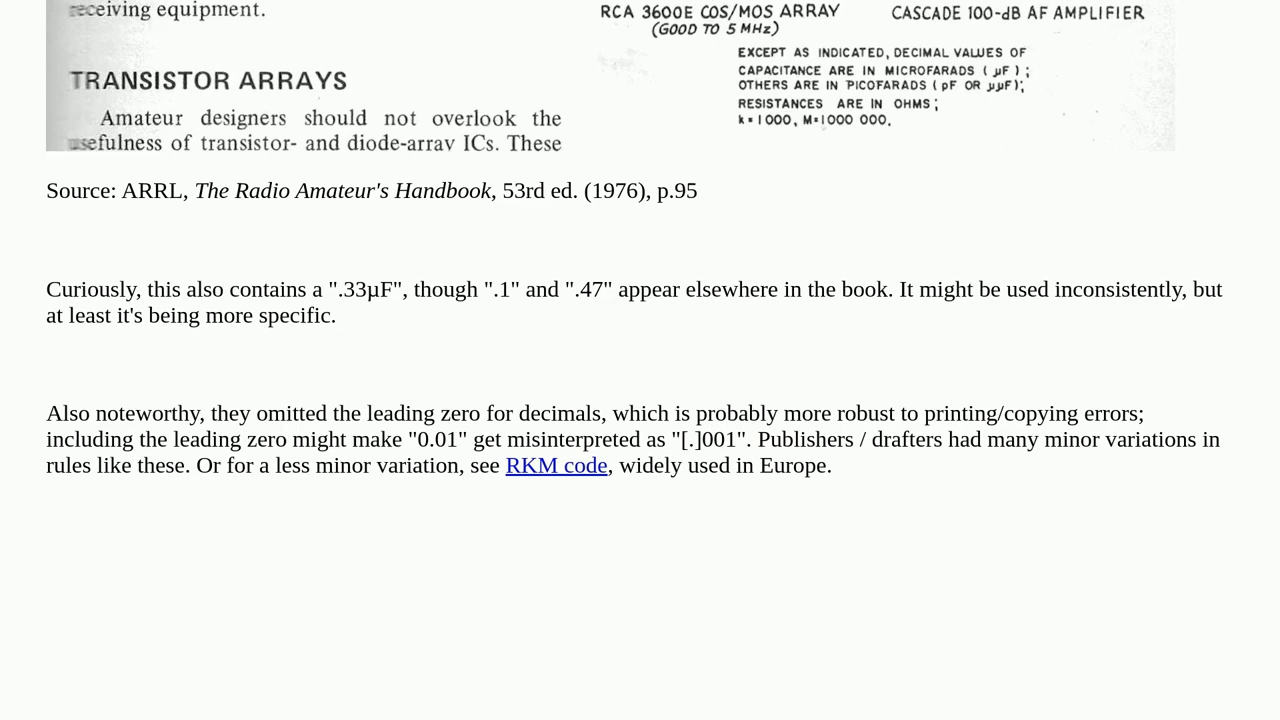 receiving equipment.
RCA 3600E COS/MOS ARRAY
(GOOD TO 5 MHz)
CASCADE 100-dB AF AMPLIFIER
EXCEPT AS INDICATED, DECIMAL VALUES OF
CAPACITANCE ARE IN MICROFARADS ( µF ) ;
OTHERS ARE IN PICOFARADS ( pF OR µµF);
RESISTANCES ARE IN OHMS ;
k = 1000 , M=1000 000.
TRANSISTOR ARRAYS
Amateur designers should not overlook the
usefulness of transistor- and diode-array ICs. These
Source: ARRL, The Radio Amateur's Handbook, 53rd ed. (1976), p.95
Curiously, this also contains a ".33µF", though ".1" and ".47" appear elsewhere in the book. It might be used inconsistently, but
at least it's being more specific.
Also noteworthy, they omitted the leading zero for decimals, which is probably more robust to printing/copying errors;
including the leading zero might make "0.01" get misinterpreted as "[.]001". Publishers / drafters had many minor variations in
rules like these. Or for a less minor variation, see RKM code, widely used in Europe.